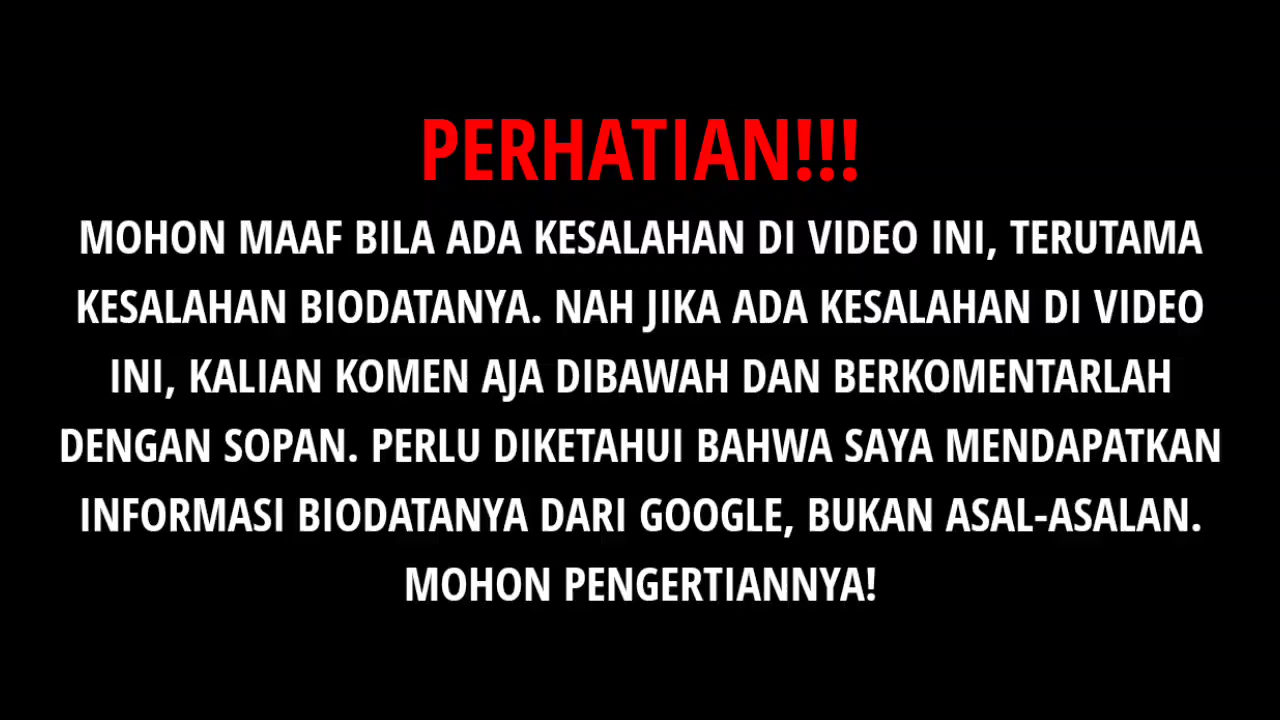 PERHATIAN!!!
MOHON MAAF BILA ADA KESALAHAN DI VIDEO INI, TERUTAMA
KESALAHAN BIODATANYA. NAH JIKA ADA KESALAHAN DI VIDEO
INI, KALIAN KOMEN AJA DIBAWAH DAN BERKOMENTARLAH
DENGAN SOPAN. PERLU DIKETAHUI BAHWA SAYA MENDAPATKAN
INFORMASI BIODATANYA DARI GOOGLE, BUKAN ASAL-ASALAN.
MOHON PENGERTIANNYA!